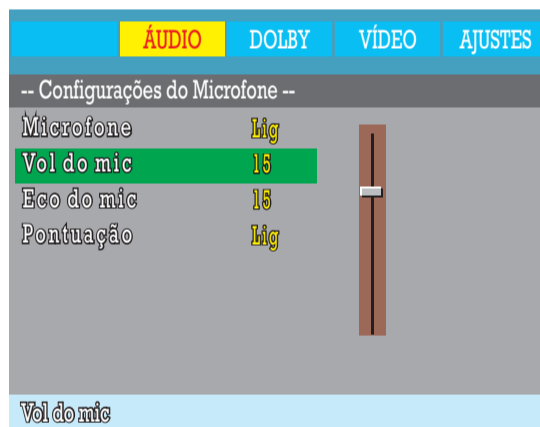 ÁUDIO DOLBY VÍDEO AJUSTES
-- Configurações do Microfone --
Microfone Lig
Vol do mic 15
Eco do mic 15
Pontuação Lig
Vol do mic